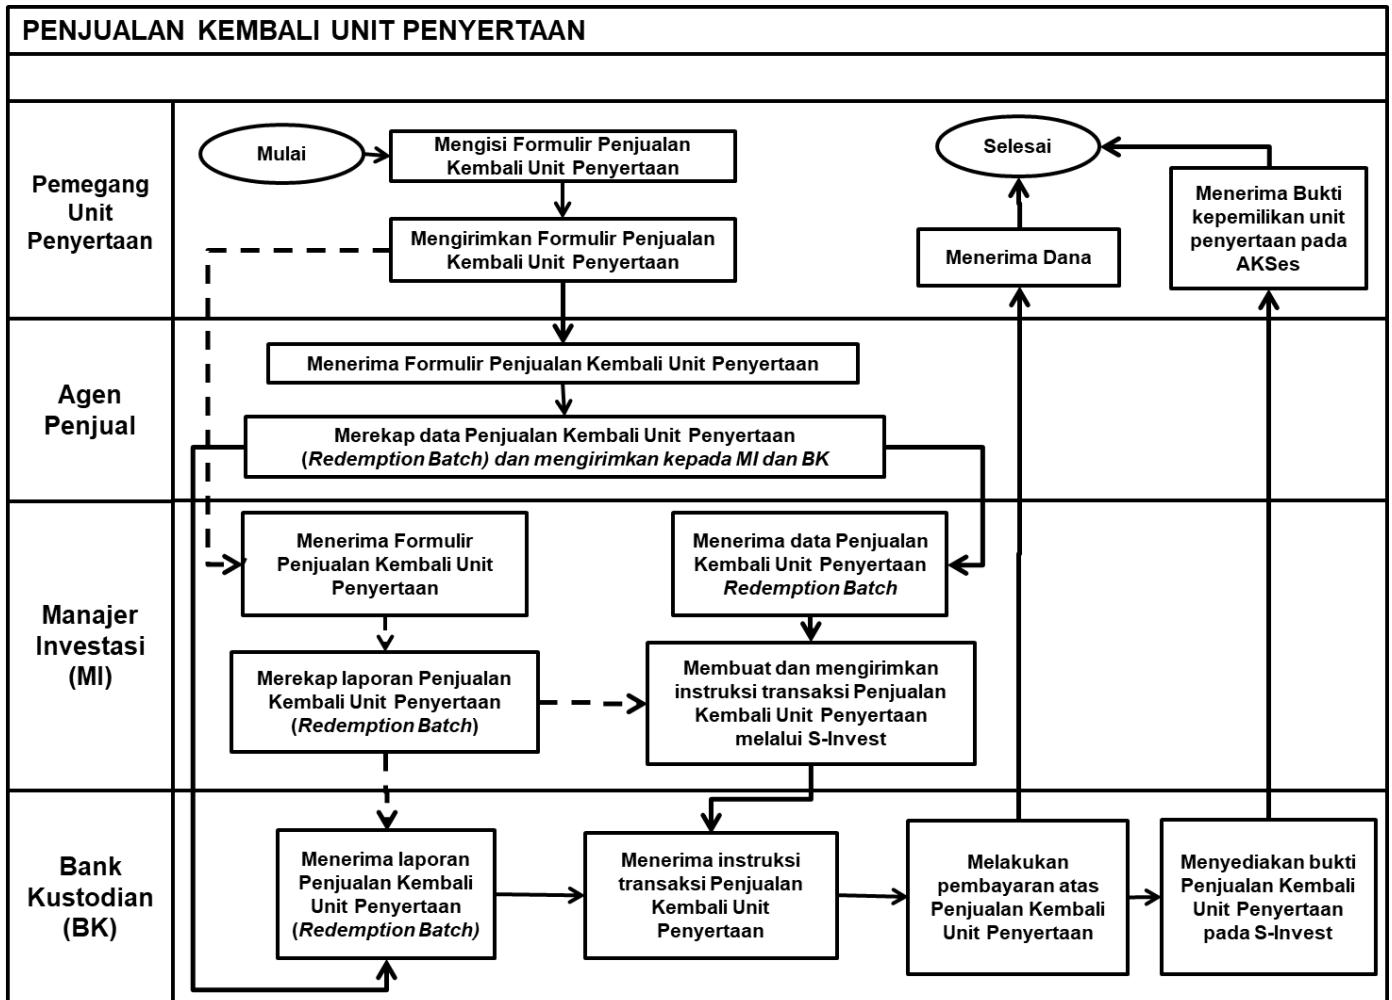 PENJUALAN KEMBALI UNIT PENYERTAAN
Pemegang
Unit
Penyertaan
Mulai
Mengisi Formulir Penjualan
Kembali Unit Penyertaan
Mengirimkan Formulir Penjualan
Kembali Unit Penyertaan
Selesai
Menerima Dana
Menerima Bukti
kepemilikan unit
penyertaan pada
AKSes
Agen
Penjual
Menerima Formulir Penjualan Kembali Unit Penyertaan
Merekap data Penjualan Kembali Unit Penyertaan
(Redemption Batch) dan mengirimkan kepada MI dan BK
Manajer
Investasi
(MI)
Menerima Formulir
Penjualan Kembali Unit
Penyertaan
Menerima data Penjualan
Kembali Unit Penyertaan
Redemption Batch
Merekap laporan Penjualan
Kembali Unit Penyertaan
(Redemption Batch)
Membuat dan mengirimkan
instruksi transaksi Penjualan
Kembali Unit Penyertaan
melalui S-Invest
Bank
Kustodian
(BK)
Menerima laporan
Penjualan Kembali
Unit Penyertaan
(Redemption Batch)
Menerima instruksi
transaksi Penjualan
Kembali Unit
Penyertaan
Melakukan
pembayaran atas
Penjualan Kembali
Unit Penyertaan
Menyediakan bukti
Penjualan Kembali
Unit Penyertaan
pada S-Invest